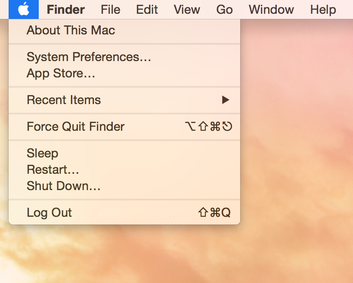 Finder File Edit View Go Window Help
About This Mac
System Preferences…
App Store…
Recent Items ▶
Force Quit Finder ⌥⇧⌘⎋
Sleep
Restart…
Shut Down…
Log Out ⇧⌘Q